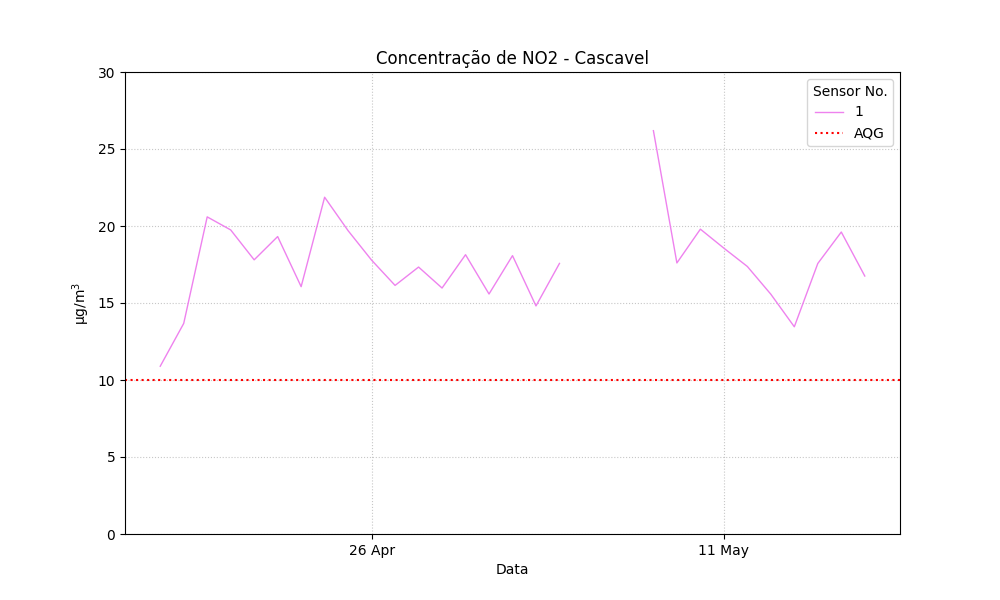 Concentração de NO2 - Cascavel
30
25
20
15
10
5
0
µg/m³
Sensor No.
1
AQG
26 Apr
11 May
Data